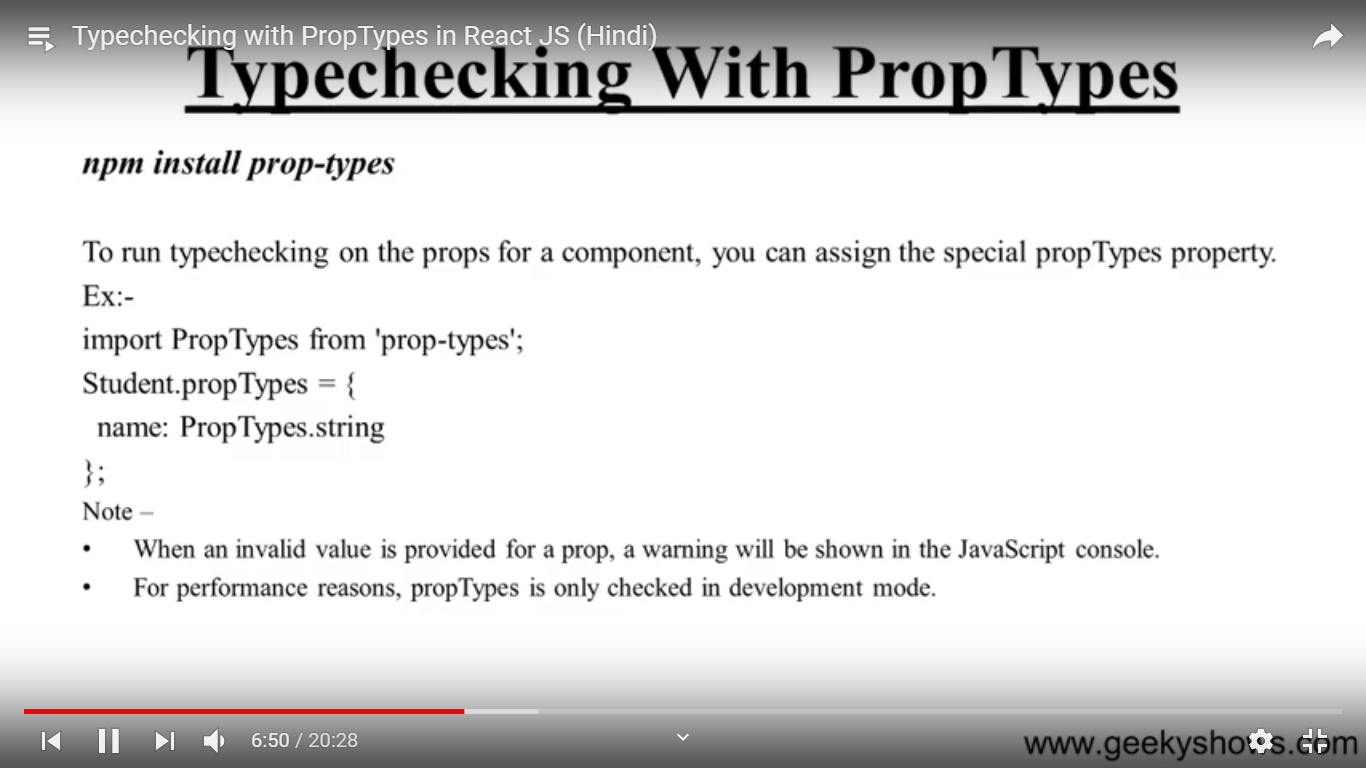 Typechecking with PropTypes in React JS (Hindi)
Typechecking With PropTypes
npm install prop-types
To run typechecking on the props for a component, you can assign the special propTypes property.
Ex:-
import PropTypes from 'prop-types';
Student.propTypes = {
name: PropTypes.string
};
Note –
• When an invalid value is provided for a prop, a warning will be shown in the JavaScript console.
• For performance reasons, propTypes is only checked in development mode.
6:50 / 20:28
www.geekyshows.com